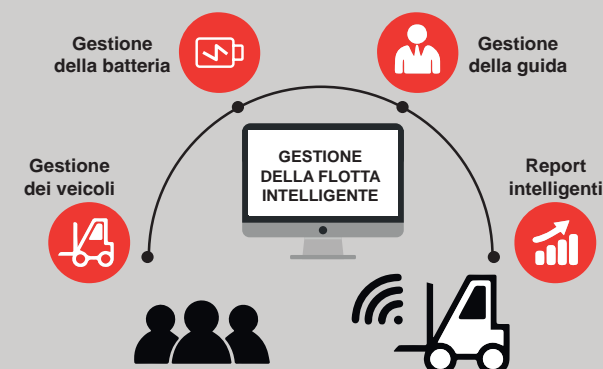 Gestione
della batteria
Gestione
della guida
Gestione
dei veicoli
GESTIONE
DELLA FLOTTA
INTELLIGENTE
Report
intelligenti